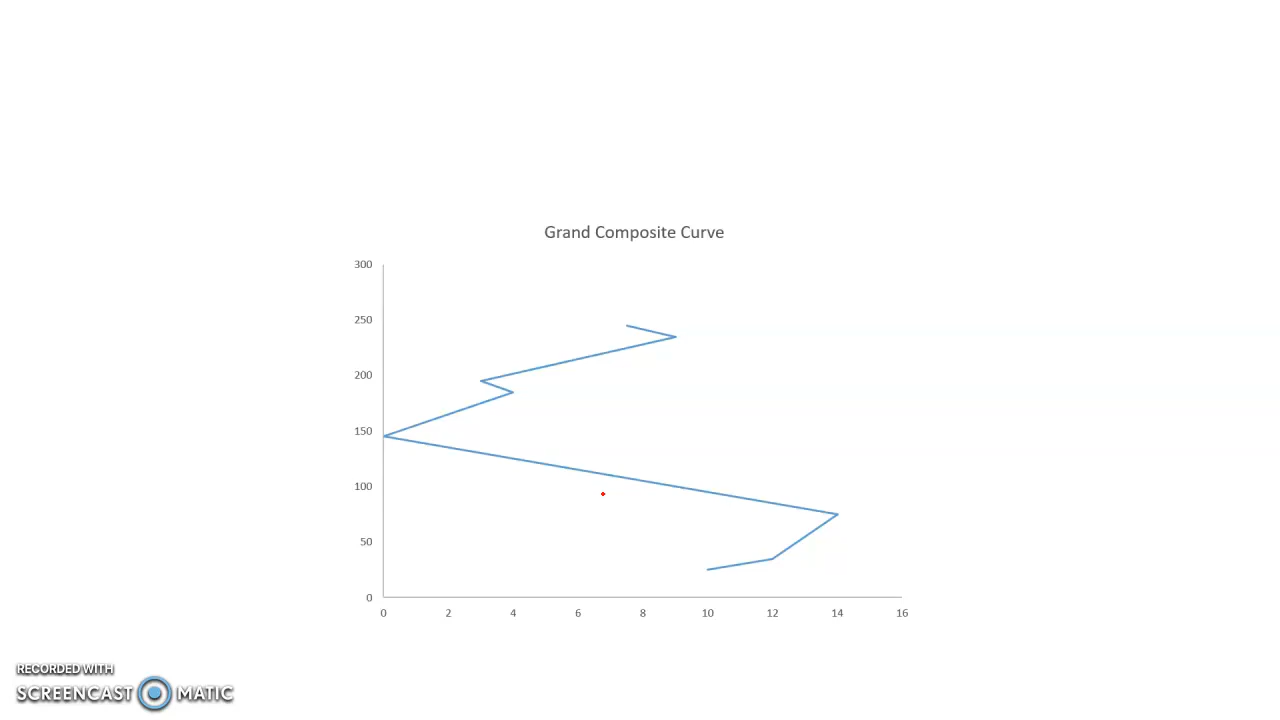 Grand Composite Curve
300
250
200
150
100
50
0
0 2 4 6 8 10 12 14 16
RECORDED WITH
SCREENCAST MATIC